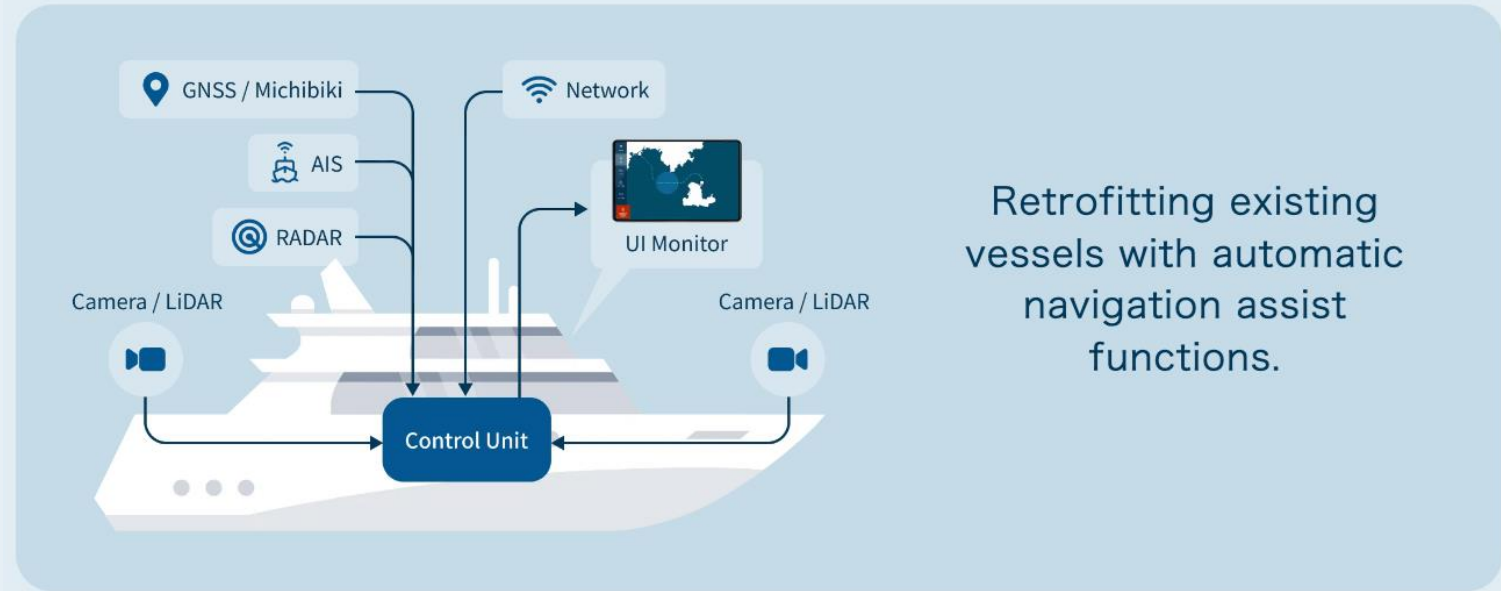 GNSS / Michibiki
Network
AIS
RADAR
UI Monitor
Camera / LiDAR
Camera / LiDAR
Control Unit
Retrofitting existing
vessels with automatic
navigation assist
functions.